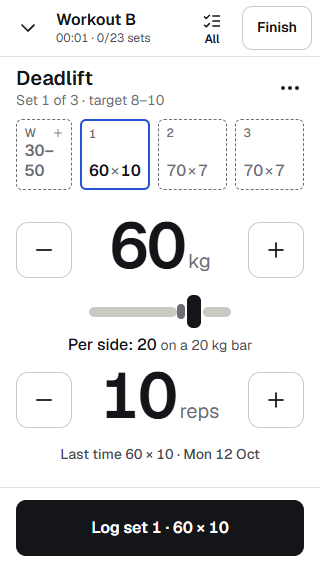 Workout B
00:01 · 0/23 sets
All
Finish
Deadlift
Set 1 of 3 · target 8–10
W +
30–
50
1
60×10
2
70×7
3
70×7
− 60 kg +
Per side: 20 on a 20 kg bar
− 10 reps +
Last time 60 × 10 · Mon 12 Oct
Log set 1 · 60 × 10